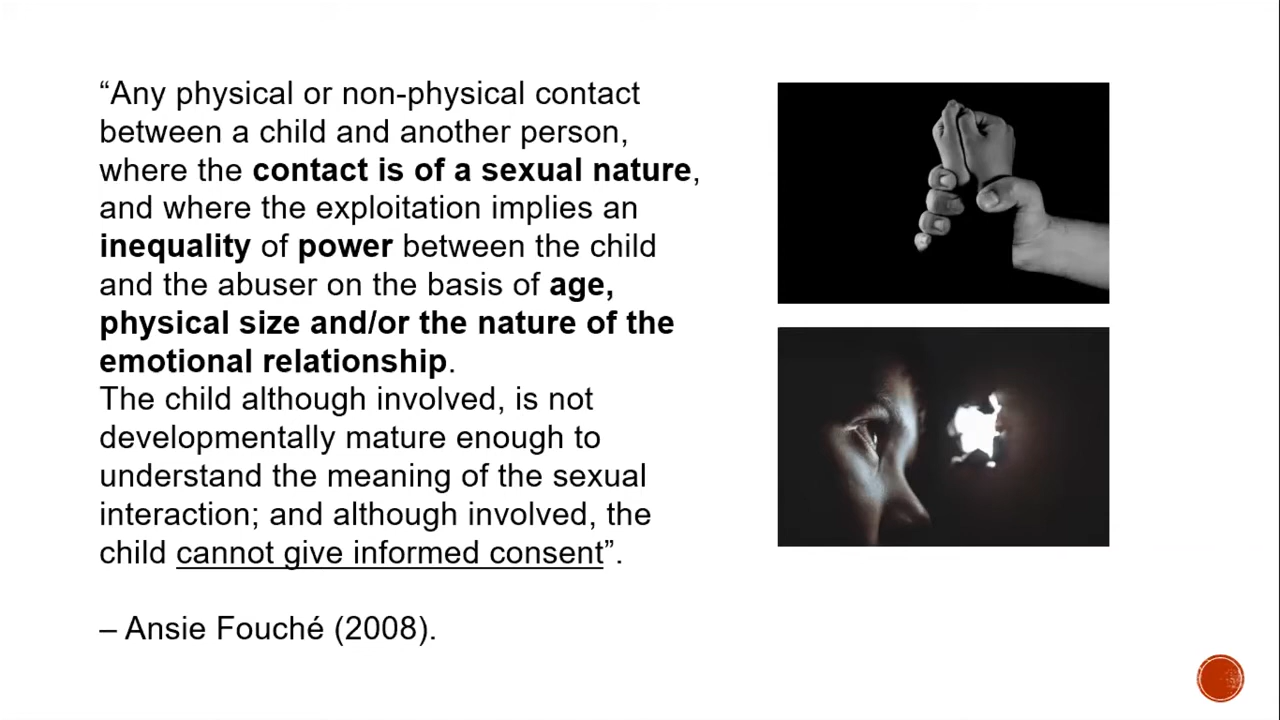 “Any physical or non-physical contact
between a child and another person,
where the contact is of a sexual nature,
and where the exploitation implies an
inequality of power between the child
and the abuser on the basis of age,
physical size and/or the nature of the
emotional relationship.
The child although involved, is not
developmentally mature enough to
understand the meaning of the sexual
interaction; and although involved, the
child cannot give informed consent”.
– Ansie Fouché (2008).